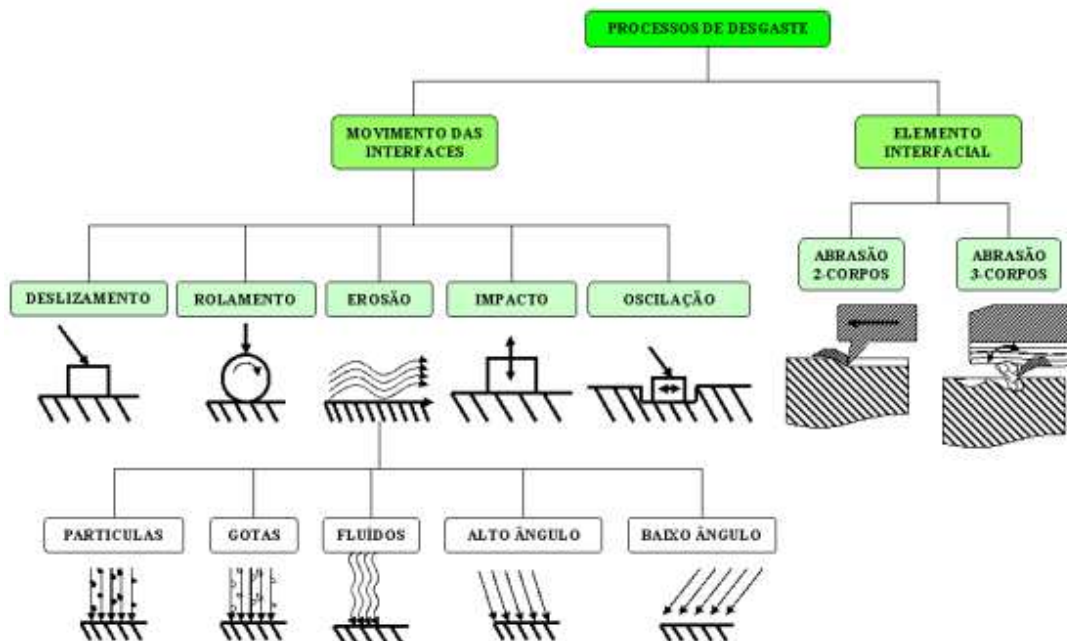 PROCESSOS DE DESGASTE
MOVIMENTO DAS
INTERFACES
ELEMENTO
INTERFACIAL
ABRASÃO
2-CORPOS
ABRASÃO
3-CORPOS
DESLIZAMENTO
ROLAMENTO
EROSÃO
IMPACTO
OSCILAÇÃO
PARTICULAS
GOTAS
FLUÍDOS
ALTO ÂNGULO
BAIXO ÂNGULO